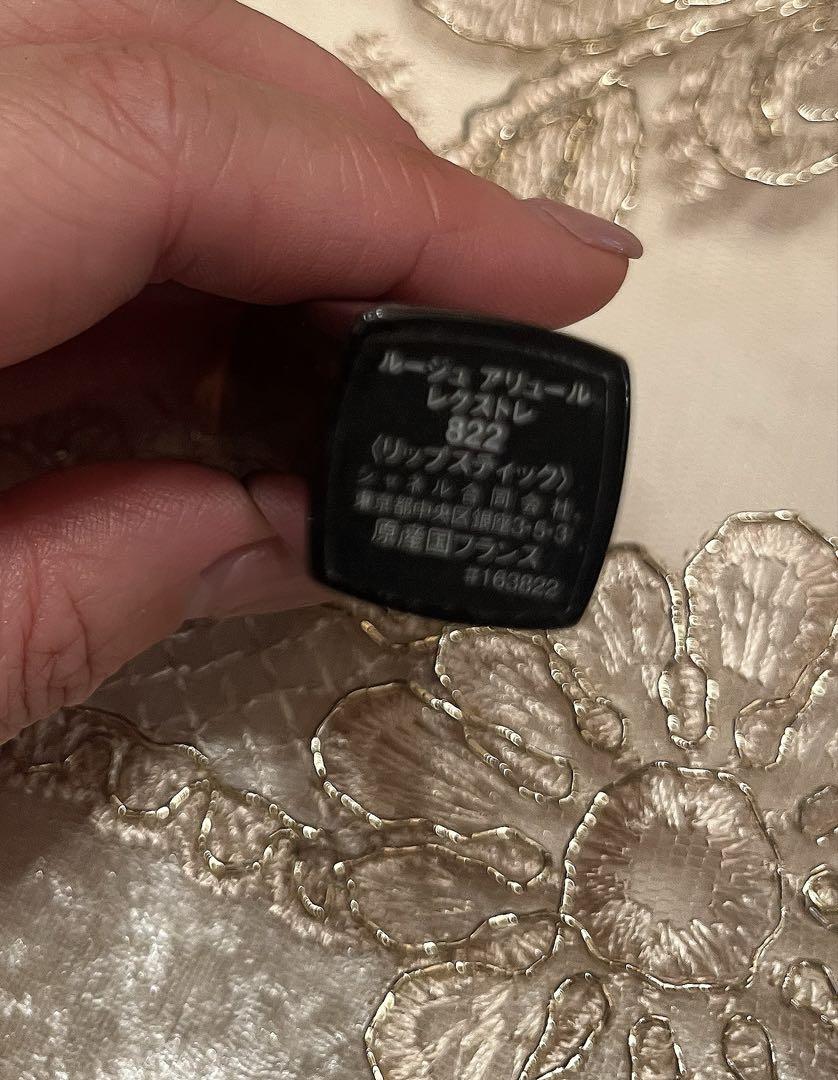 ルージュ アリュール
レクストレ
822
〈リップスティック〉
シャネル合同会社
東京都中央区銀座3-6-3
原産国フランス
#163822